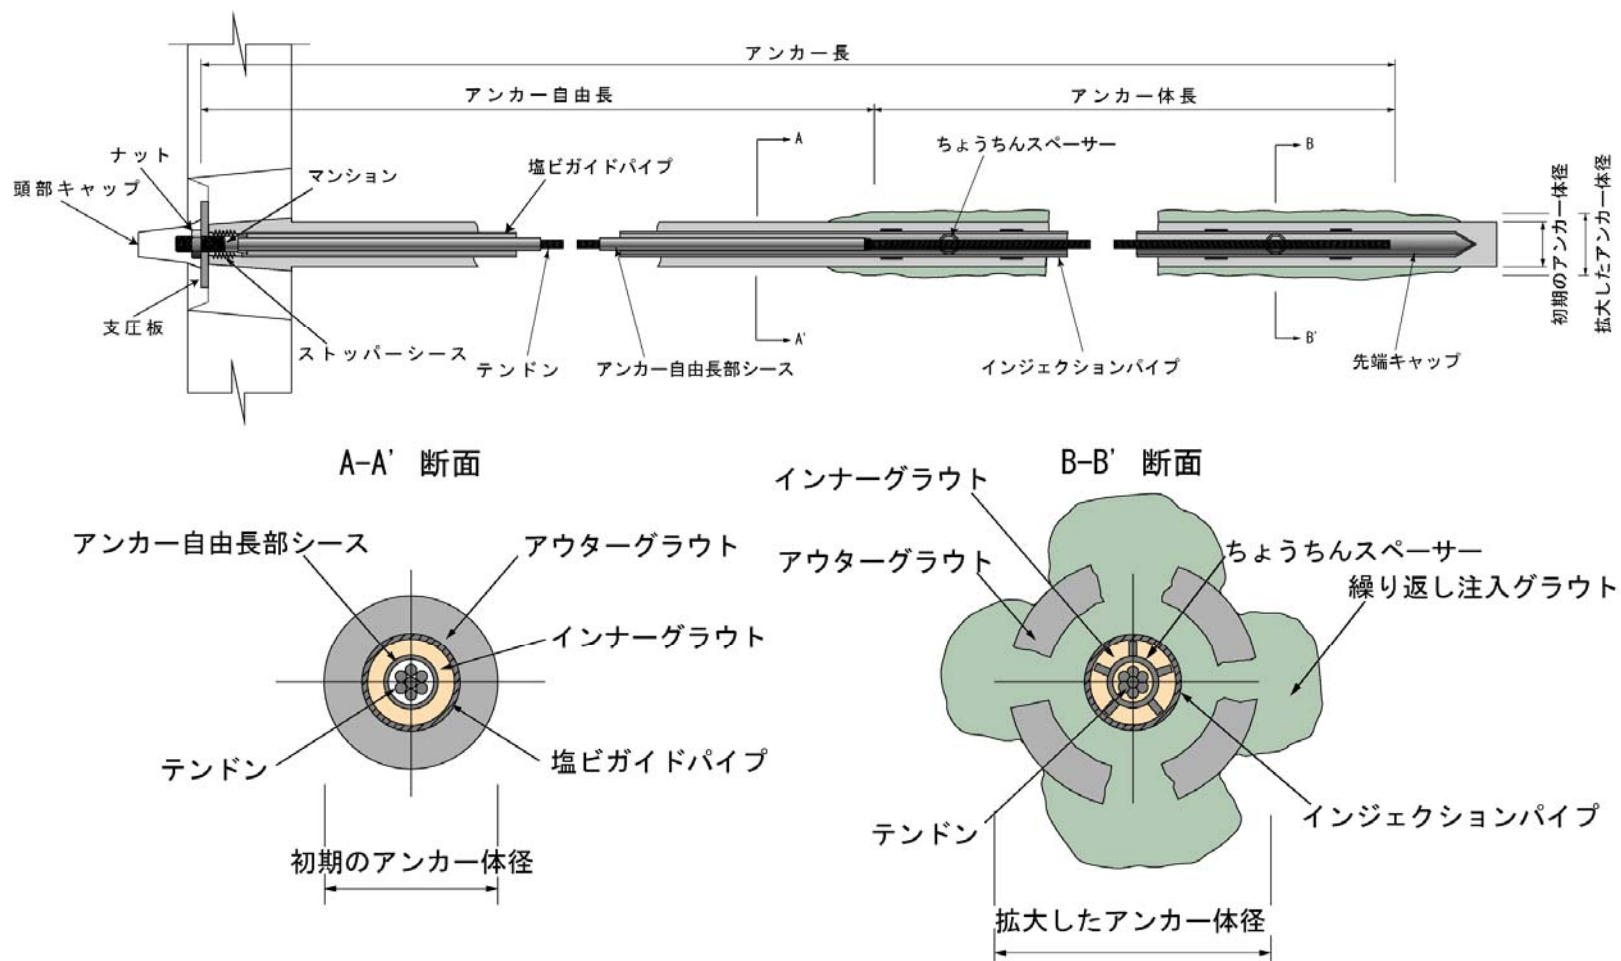 アンカー長
アンカー自由長
アンカー体長
A
ちょうちんスペーサー
B
ナット
マンション
塩ビガイドパイプ
頭部キャップ
支圧板
ストッパーシース
テンドン
A'
アンカー自由長部シース
インジェクションパイプ
B'
先端キャップ
初期のアンカー体径
拡大したアンカー体径
A-A' 断面
アンカー自由長部シース
アウターグラウト
インナーグラウト
テンドン
塩ビガイドパイプ
初期のアンカー体径
B-B' 断面
インナーグラウト
アウターグラウト
ちょうちんスペーサー
繰り返し注入グラウト
テンドン
インジェクションパイプ
拡大したアンカー体径